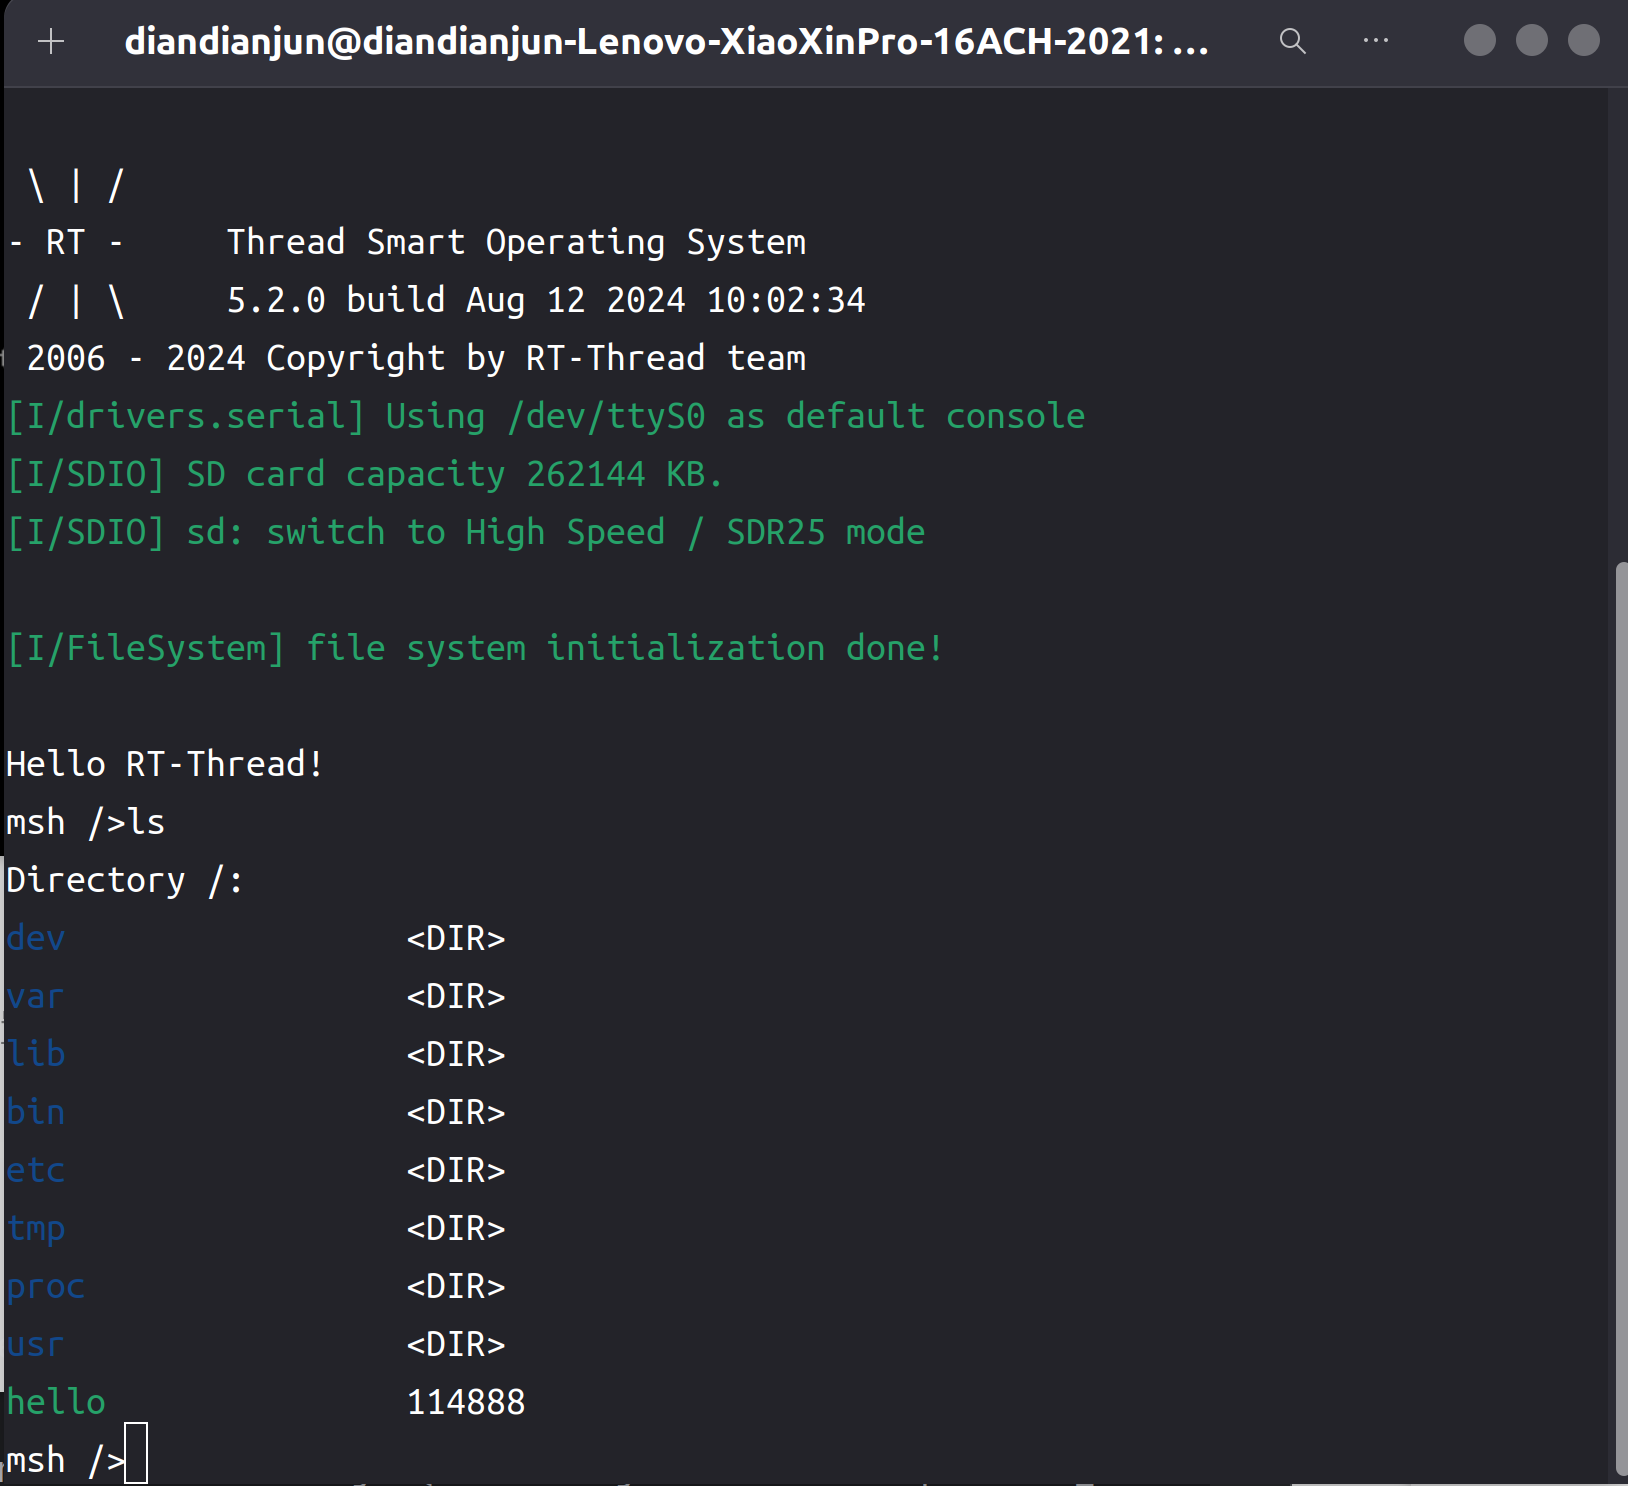 diandianjun@diandianjun-Lenovo-XiaoXinPro-16ACH-2021: ...
\ | /
- RT -     Thread Smart Operating System
/ | \     5.2.0 build Aug 12 2024 10:02:34
2006 - 2024 Copyright by RT-Thread team
[I/drivers.serial] Using /dev/ttyS0 as default console
[I/SDIO] SD card capacity 262144 KB.
[I/SDIO] sd: switch to High Speed / SDR25 mode
[I/FileSystem] file system initialization done!
Hello RT-Thread!
msh />ls
Directory /:
dev                 <DIR>
var                 <DIR>
lib                 <DIR>
bin                 <DIR>
etc                 <DIR>
tmp                 <DIR>
proc                <DIR>
usr                 <DIR>
hello               114888
msh />